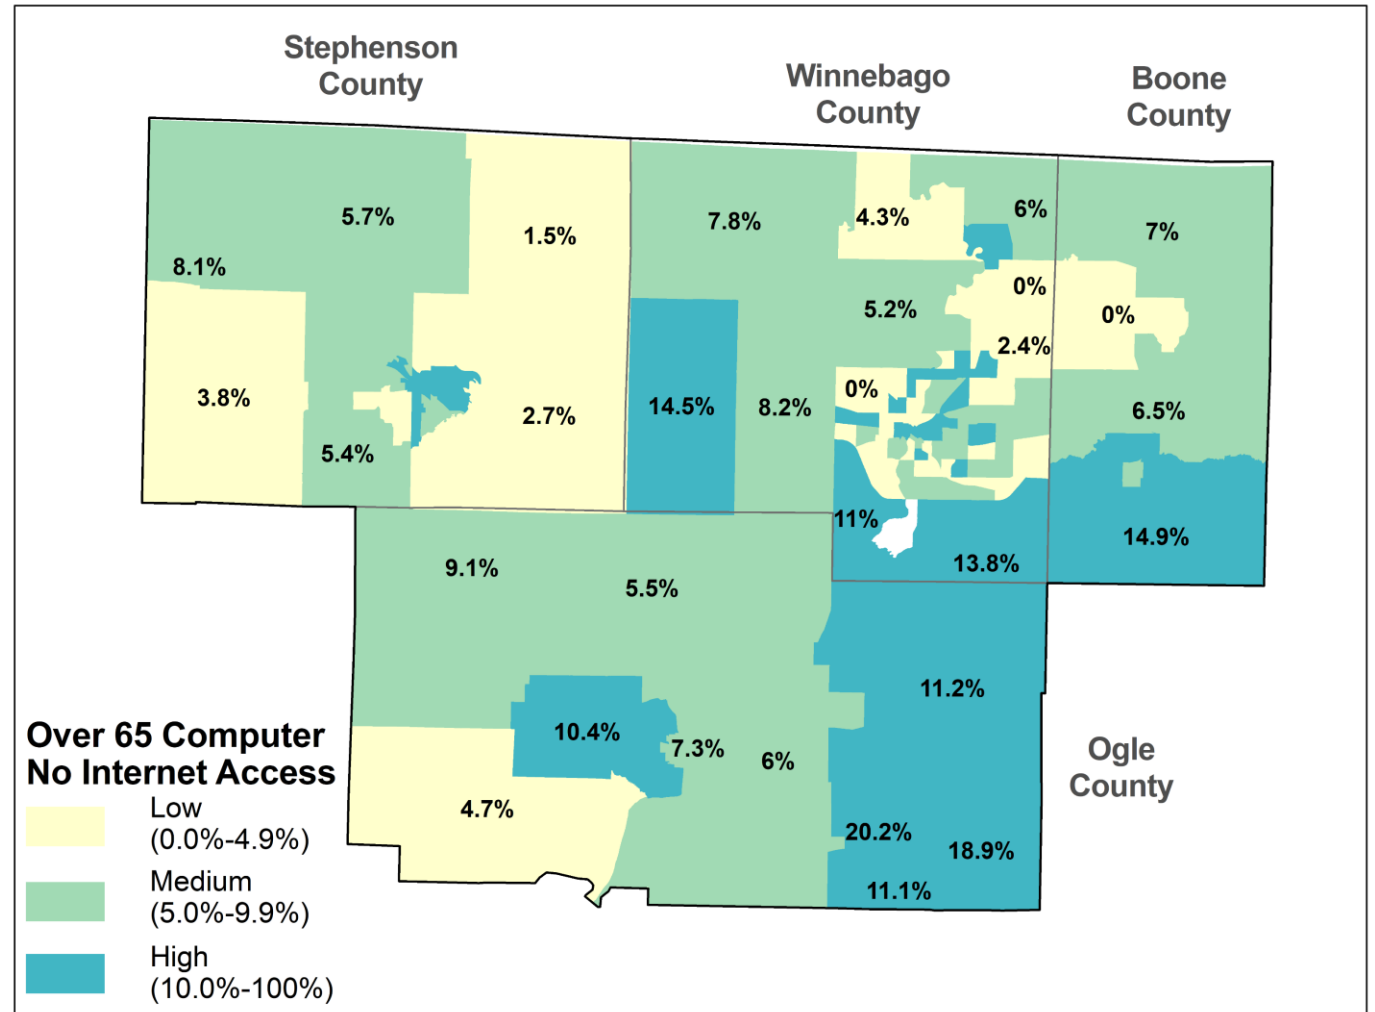 Stephenson
County
Winnebago
County
Boone
County
5.7%
1.5%
7.8%
4.3%
6%
7%
8.1%
0%
5.2%
0%
2.4%
3.8%
2.7%
14.5%
8.2%
0%
6.5%
5.4%
11%
13.8%
14.9%
9.1%
5.5%
11.2%
10.4%
7.3%
6%
Ogle
County
4.7%
20.2%
18.9%
11.1%
Over 65 Computer
No Internet Access
Low
(0.0%-4.9%)
Medium
(5.0%-9.9%)
High
(10.0%-100%)